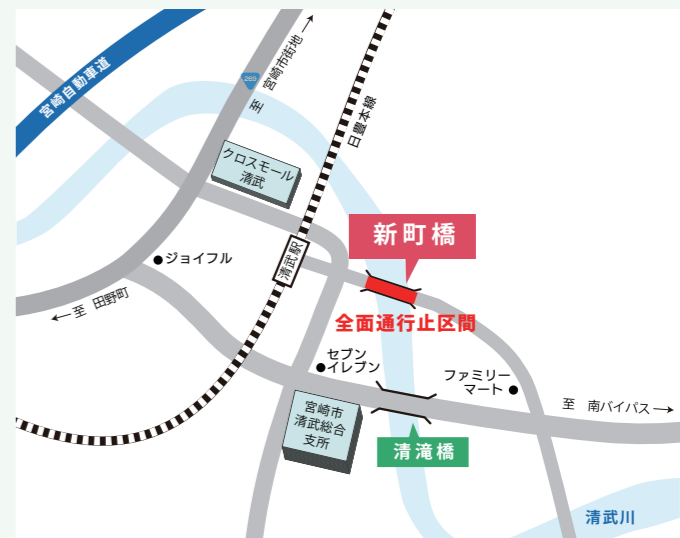 宮崎自動車道
269
至 宮崎市街地
日豊本線
クロスモール
清武
新町橋
清武駅
ジョイフル
至 田野町
全面通行止区間
セブン
イレブン
ファミリー
マート
至 南バイパス
宮崎市
清武総合
支所
清滝橋
清武川